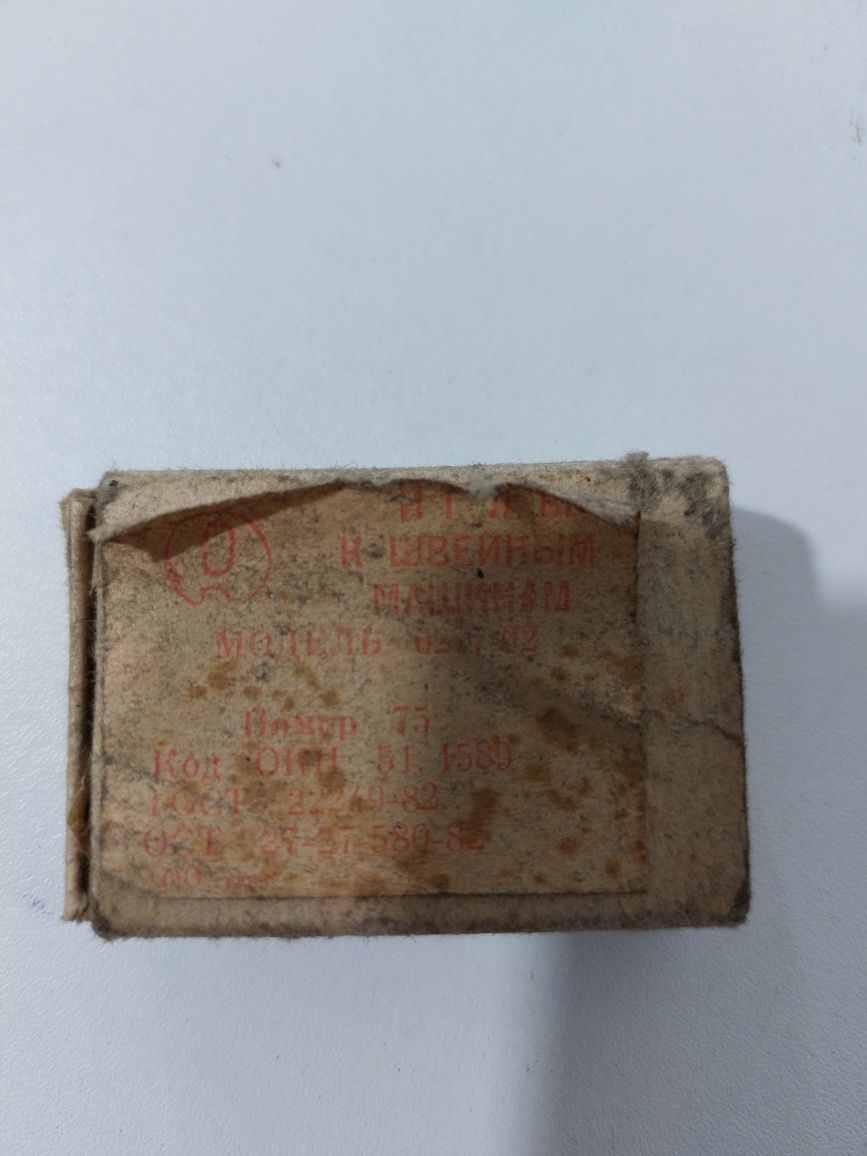 ИГЛЫ
К ШВЕЙНЫМ
МАШИНАМ
МОДЕЛЬ
Номер 75
Код ОКП 51 1589
ГОСТ 22249-82
ОСТ 27-27-580-82